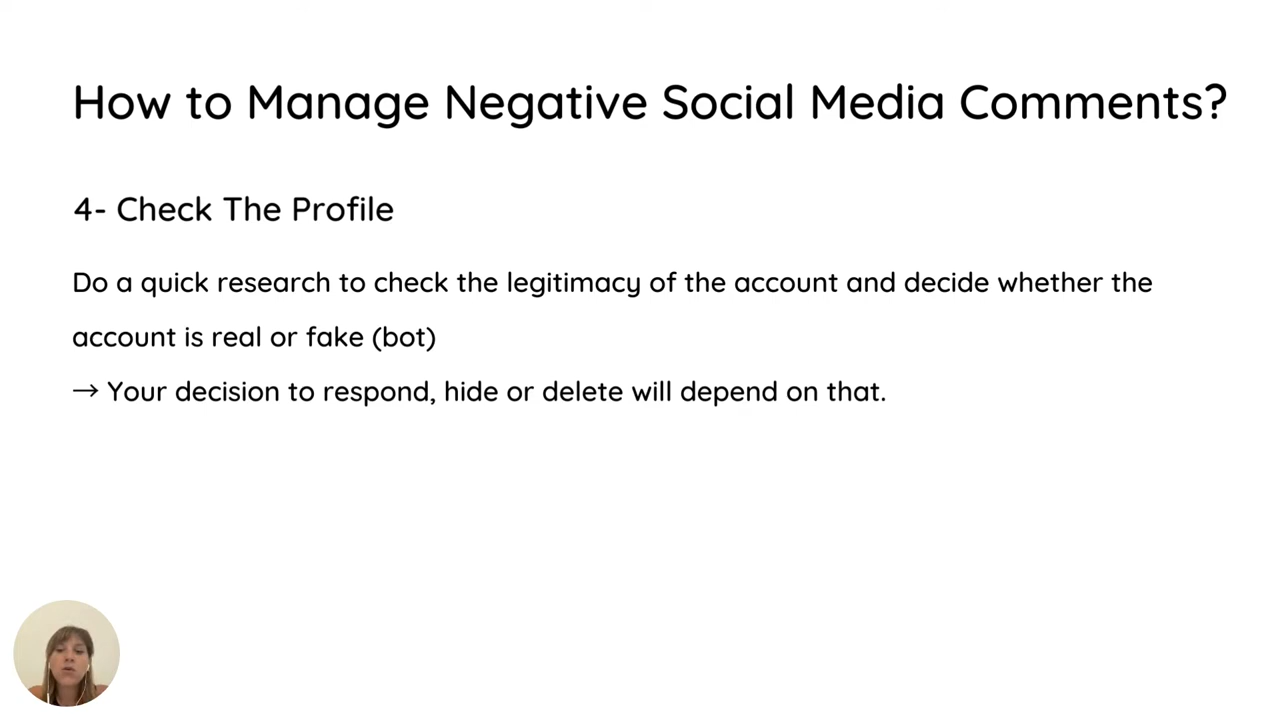 How to Manage Negative Social Media Comments?
4- Check The Profile
Do a quick research to check the legitimacy of the account and decide whether the
account is real or fake (bot)
→ Your decision to respond, hide or delete will depend on that.